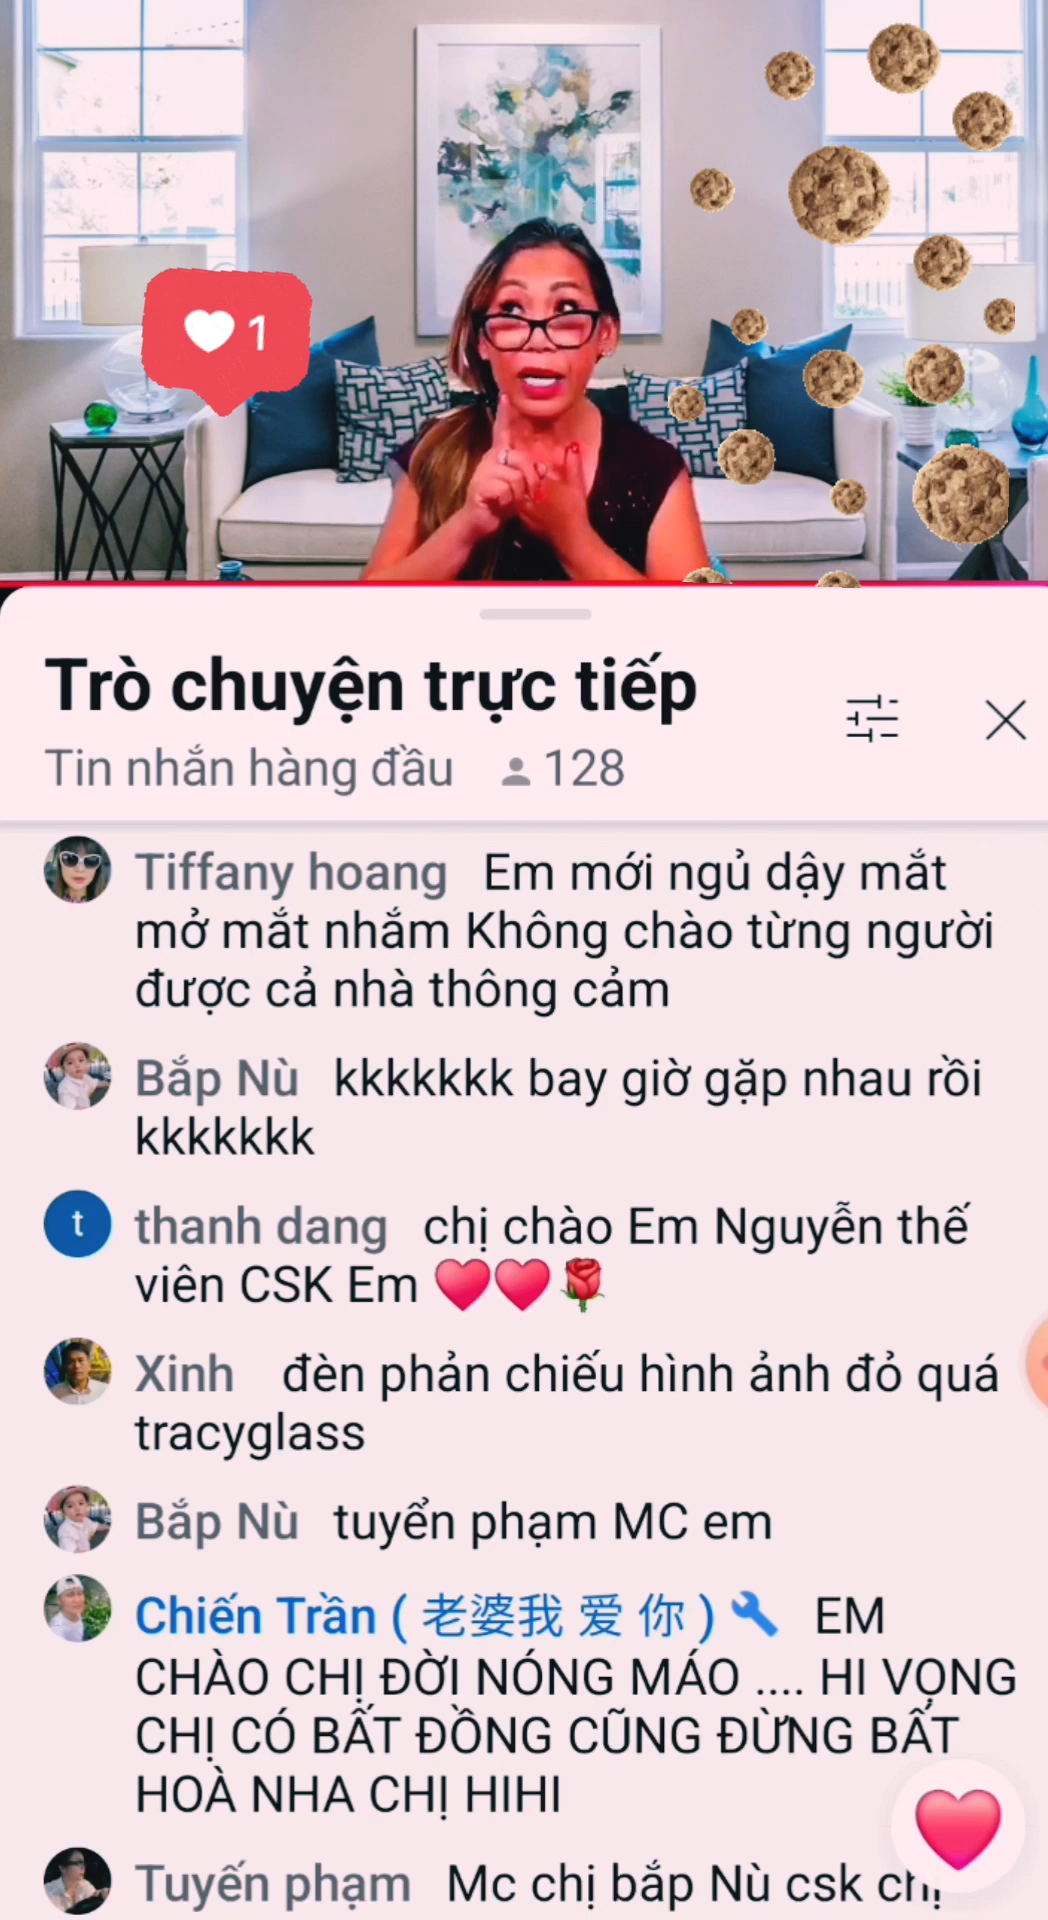 1
Trò chuyện trực tiếp
Tin nhắn hàng đầu 128
Tiffany hoang Em mới ngủ dậy mắt
mở mắt nhắm Không chào từng người
được cả nhà thông cảm
Bắp Nù kkkkkkk bay giờ gặp nhau rồi
kkkkkkk
t thanh dang chị chào Em Nguyễn thế
viên CSK Em ❤️❤️🌹
Xinh đèn phản chiếu hình ảnh đỏ quá
tracyglass
Bắp Nù tuyển phạm MC em
Chiến Trần ( 老婆我 爱 你 ) 🔧 EM
CHÀO CHỊ ĐỜI NÓNG MÁO .... HI VỌNG
CHỊ CÓ BẤT ĐỒNG CŨNG ĐỪNG BẤT
HOÀ NHA CHỊ HIHI
Tuyến phạm Mc chị bắp Nù csk chị